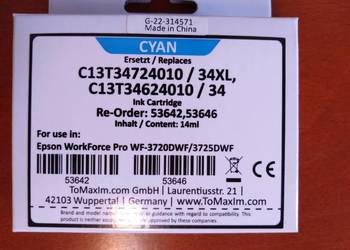 G-22-314571
Made in China
CYAN
Ersetzt / Replaces
C13T34724010 / 34XL,
C13T34624010 / 34
Ink Cartridge
Re-Order: 53642,53646
Inhalt / Content: 14ml
For use in:
Epson WorkForce Pro WF-3720DWF/3725DWF
53642 53646
ToMaxIm.com GmbH | Laurentiusstr. 21 |
42103 Wuppertal | Germany | www.tomaxim.com